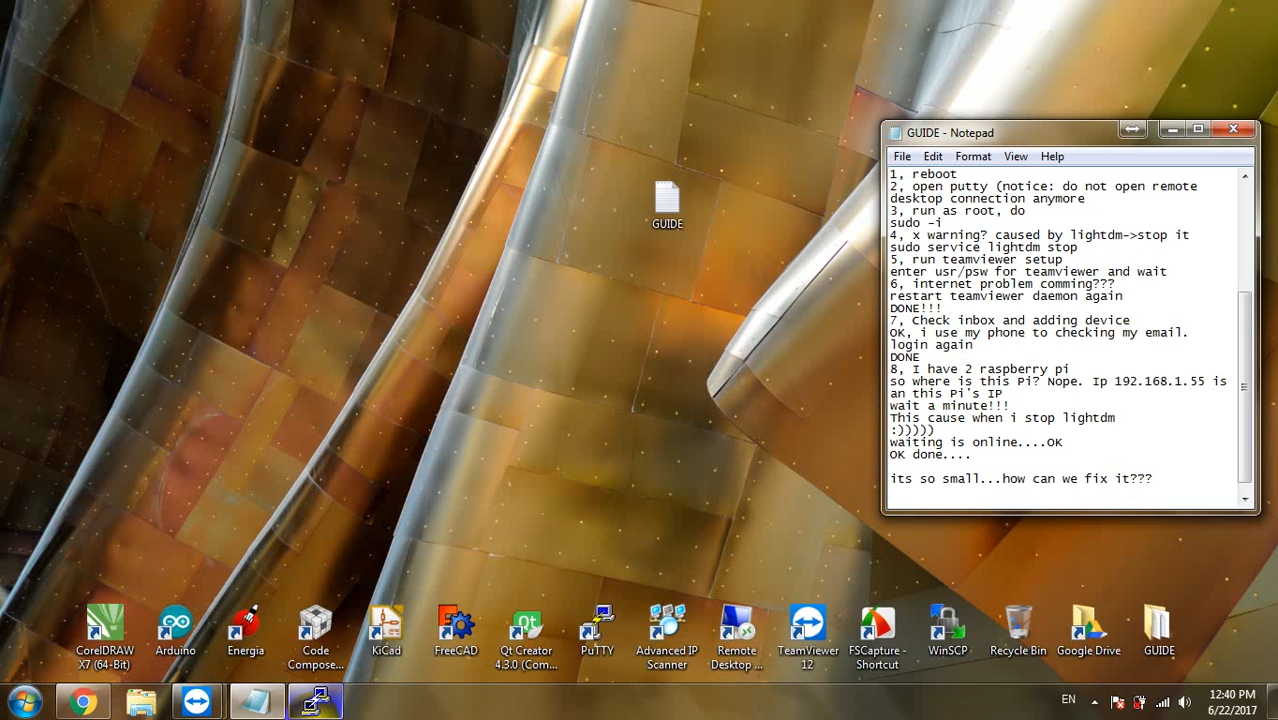 GUIDE - Notepad
File Edit Format View Help
1, reboot
2, open putty (notice: do not open remote
desktop connection anymore
3, run as root, do
sudo -i
4, x warning? caused by lightdm->stop it
sudo service lightdm stop
5, run teamviewer setup
enter usr/psw for teamviewer and wait
6, internet problem comming???
restart teamviewer daemon again
DONE!!!
7, Check inbox and adding device
OK, i use my phone to checking my email.
login again
DONE
8, I have 2 raspberry pi
so where is this Pi? Nope. Ip 192.168.1.55 is
an this Pi's IP
wait a minute!!!
This cause when i stop lightdm
:)))))
waiting is online....OK
OK done....
its so small...how can we fix it???
GUIDE
CorelDRAW X7 (64-Bit)
Arduino
Energia
Code Compose...
KiCad
FreeCAD
Qt Creator 4.3.0 (Com...
PuTTY
Advanced IP Scanner
Remote Desktop ...
TeamViewer 12
FSCapture - Shortcut
WinSCP
Recycle Bin
Google Drive
GUIDE
EN
12:40 PM
6/22/2017